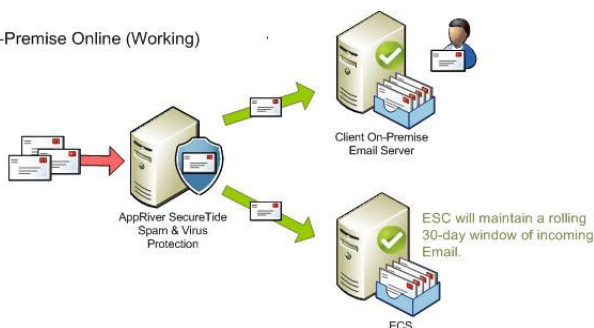 -Premise Online (Working)
Client On-Premise
Email Server
AppRiver SecureTide
Spam & Virus
Protection
ESC will maintain a rolling
30-day window of incoming
Email.
ECS